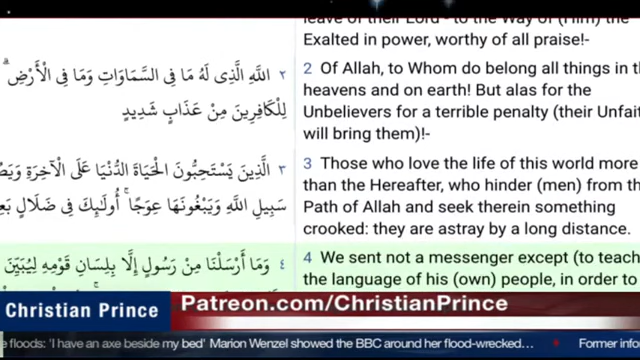 leave of their Lord - to the Way of (Him) the
Exalted in power, worthy of all praise!-
٢ اللَّهِ الَّذِى لَهُ مَا فِى السَّمَاوَاتِ وَمَا فِى الْأَرْضِ ۗ
لِلْكَافِرِينَ مِنْ عَذَابٍ شَدِيدٍ
2 Of Allah, to Whom do belong all things in th
heavens and on earth! But alas for the
Unbelievers for a terrible penalty (their Unfait
will bring them)!-
٣ الَّذِينَ يَسْتَحِبُّونَ الْحَيَاةَ الدُّنْيَا عَلَى الْآخِرَةِ وَيَصُ
سَبِيلِ اللَّهِ وَيَبْغُونَهَا عِوَجًا ۚ أُولَـٰئِكَ فِى ضَلَالٍ بَعِ
3 Those who love the life of this world more
than the Hereafter, who hinder (men) from the
Path of Allah and seek therein something
crooked: they are astray by a long distance.
٤ وَمَا أَرْسَلْنَا مِنْ رَسُولٍ إِلَّا بِلِسَانِ قَوْمِهِ لِيُبَيِّنَ
4 We sent not a messenger except (to teach
the language of his (own) people, in order to
Christian Prince
Patreon.com/ChristianPrince
e floods: 'I have an axe beside my bed' Marion Wenzel showed the BBC around her flood-wrecked... • Former infor